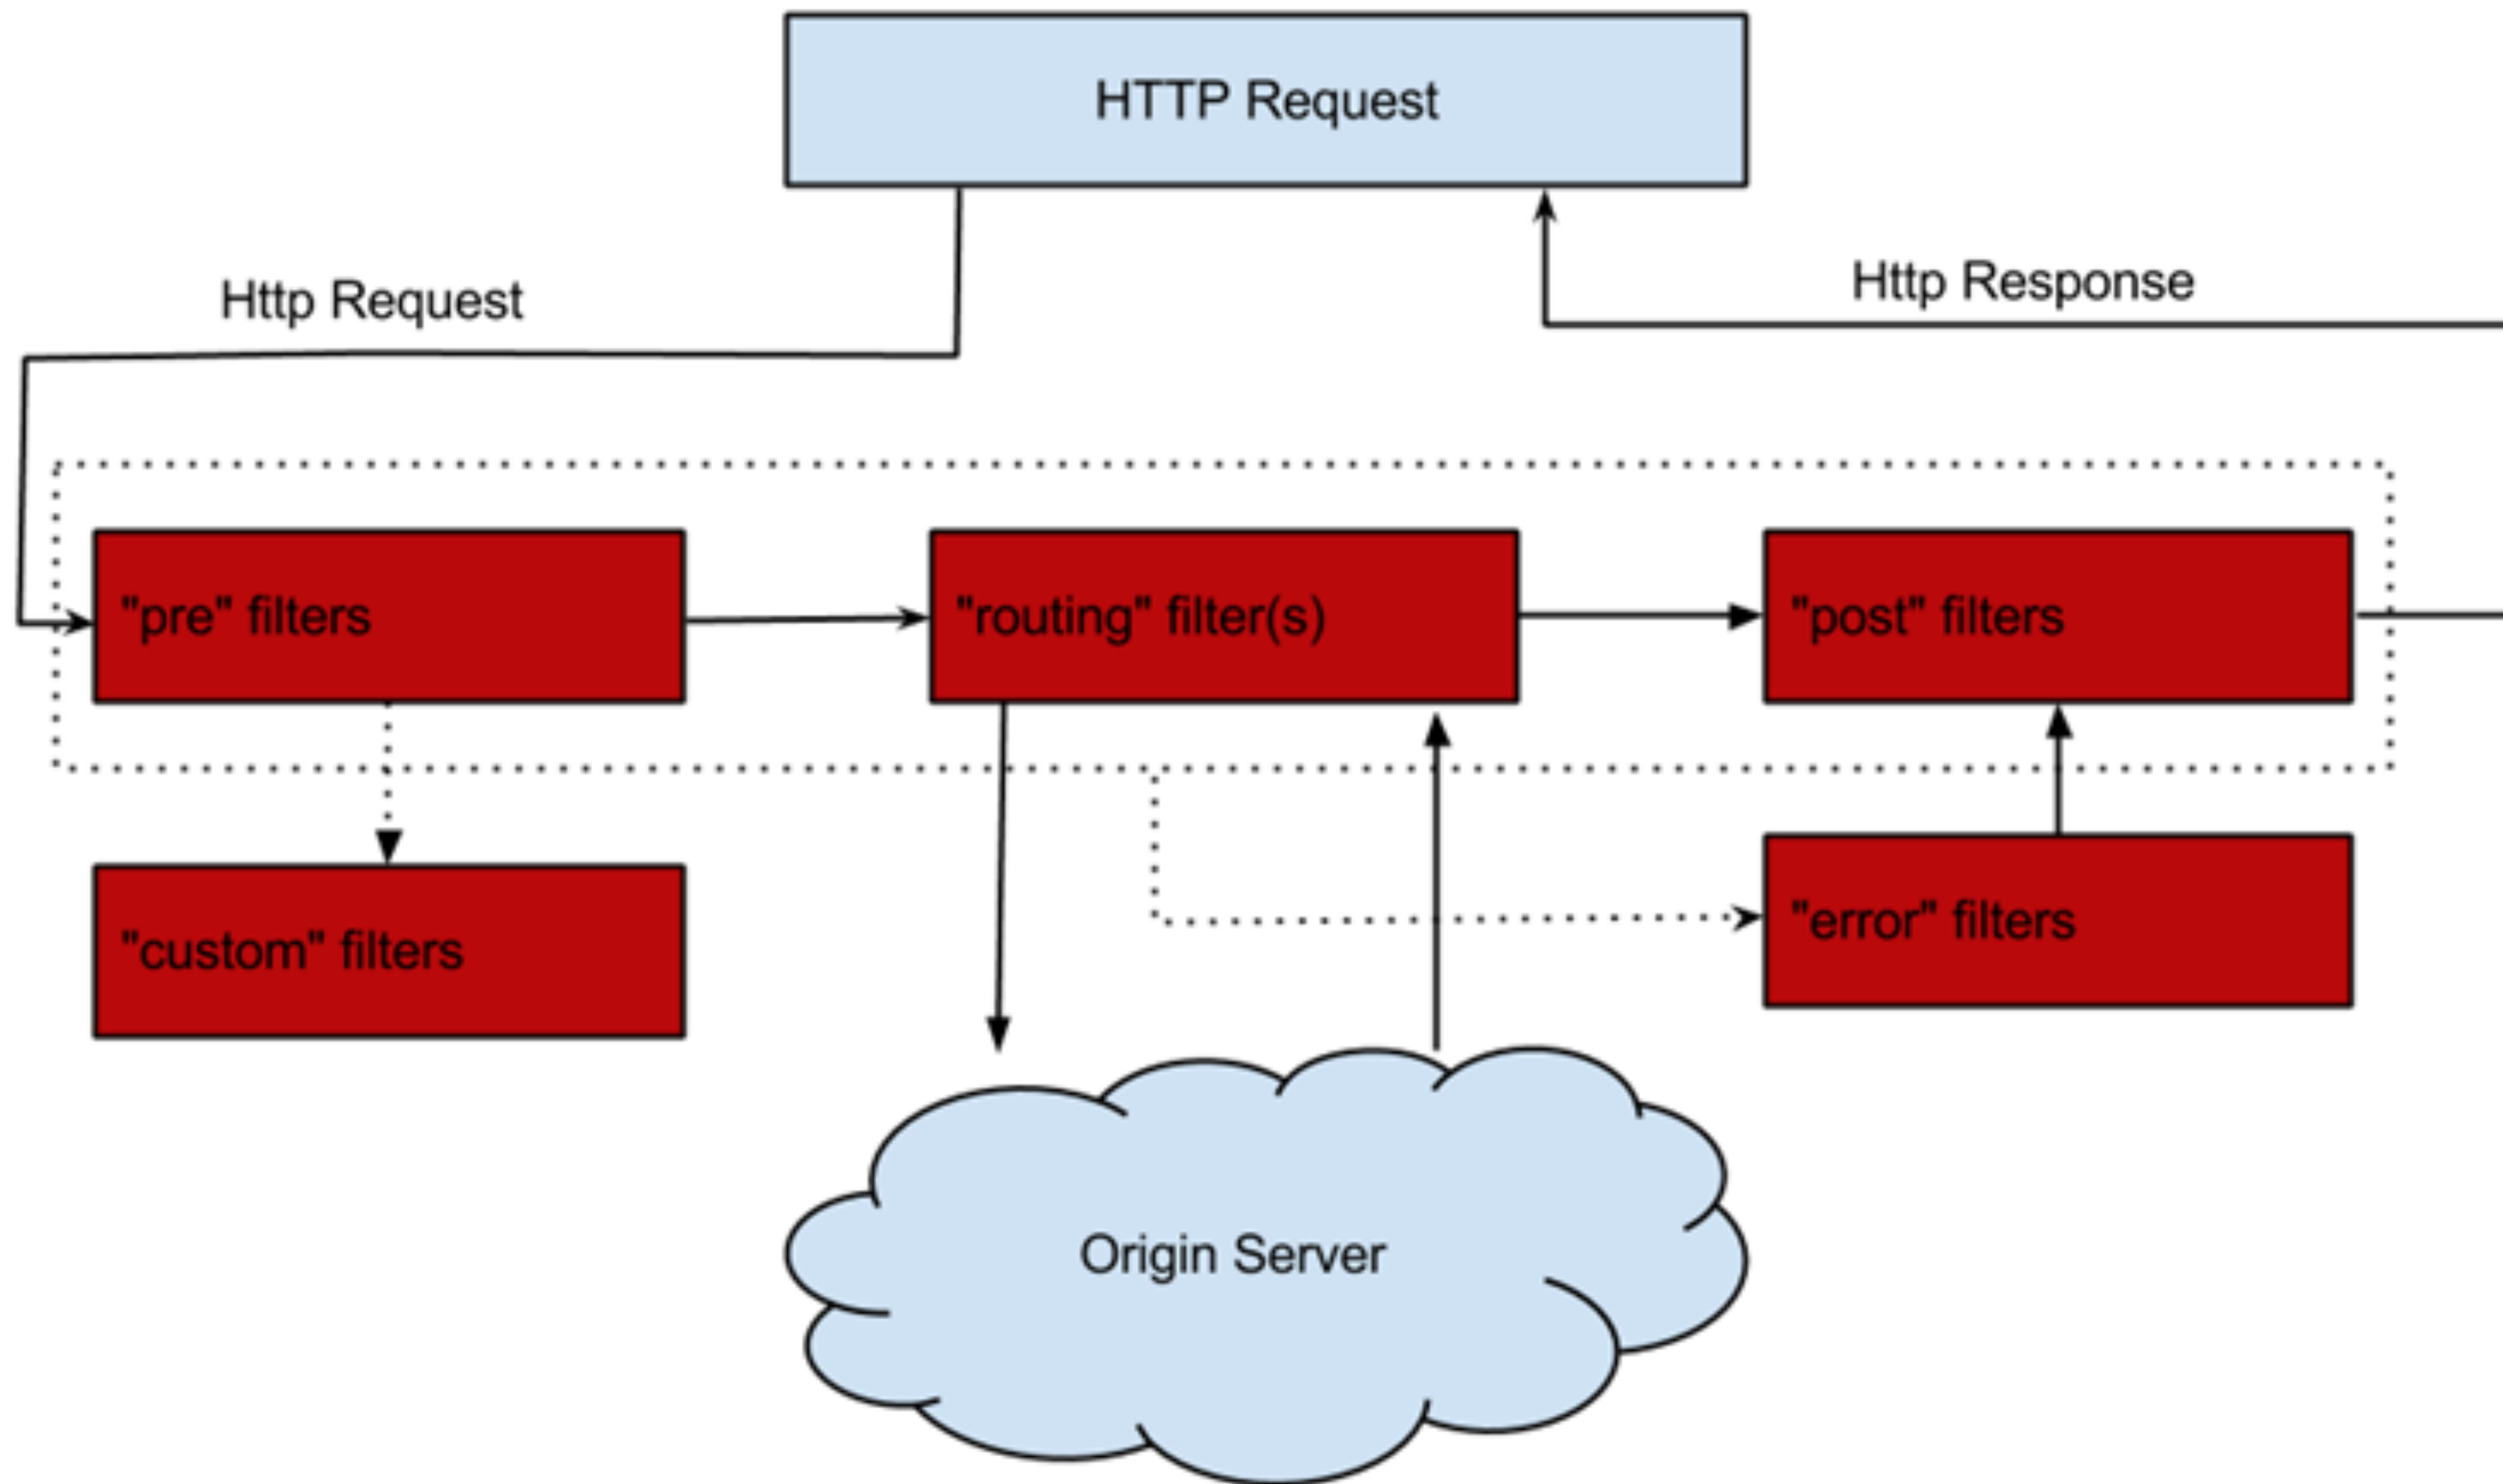 HTTP Request
Http Request
Http Response
"pre" filters
"routing" filter(s)
"post" filters
"custom" filters
"error" filters
Origin Server